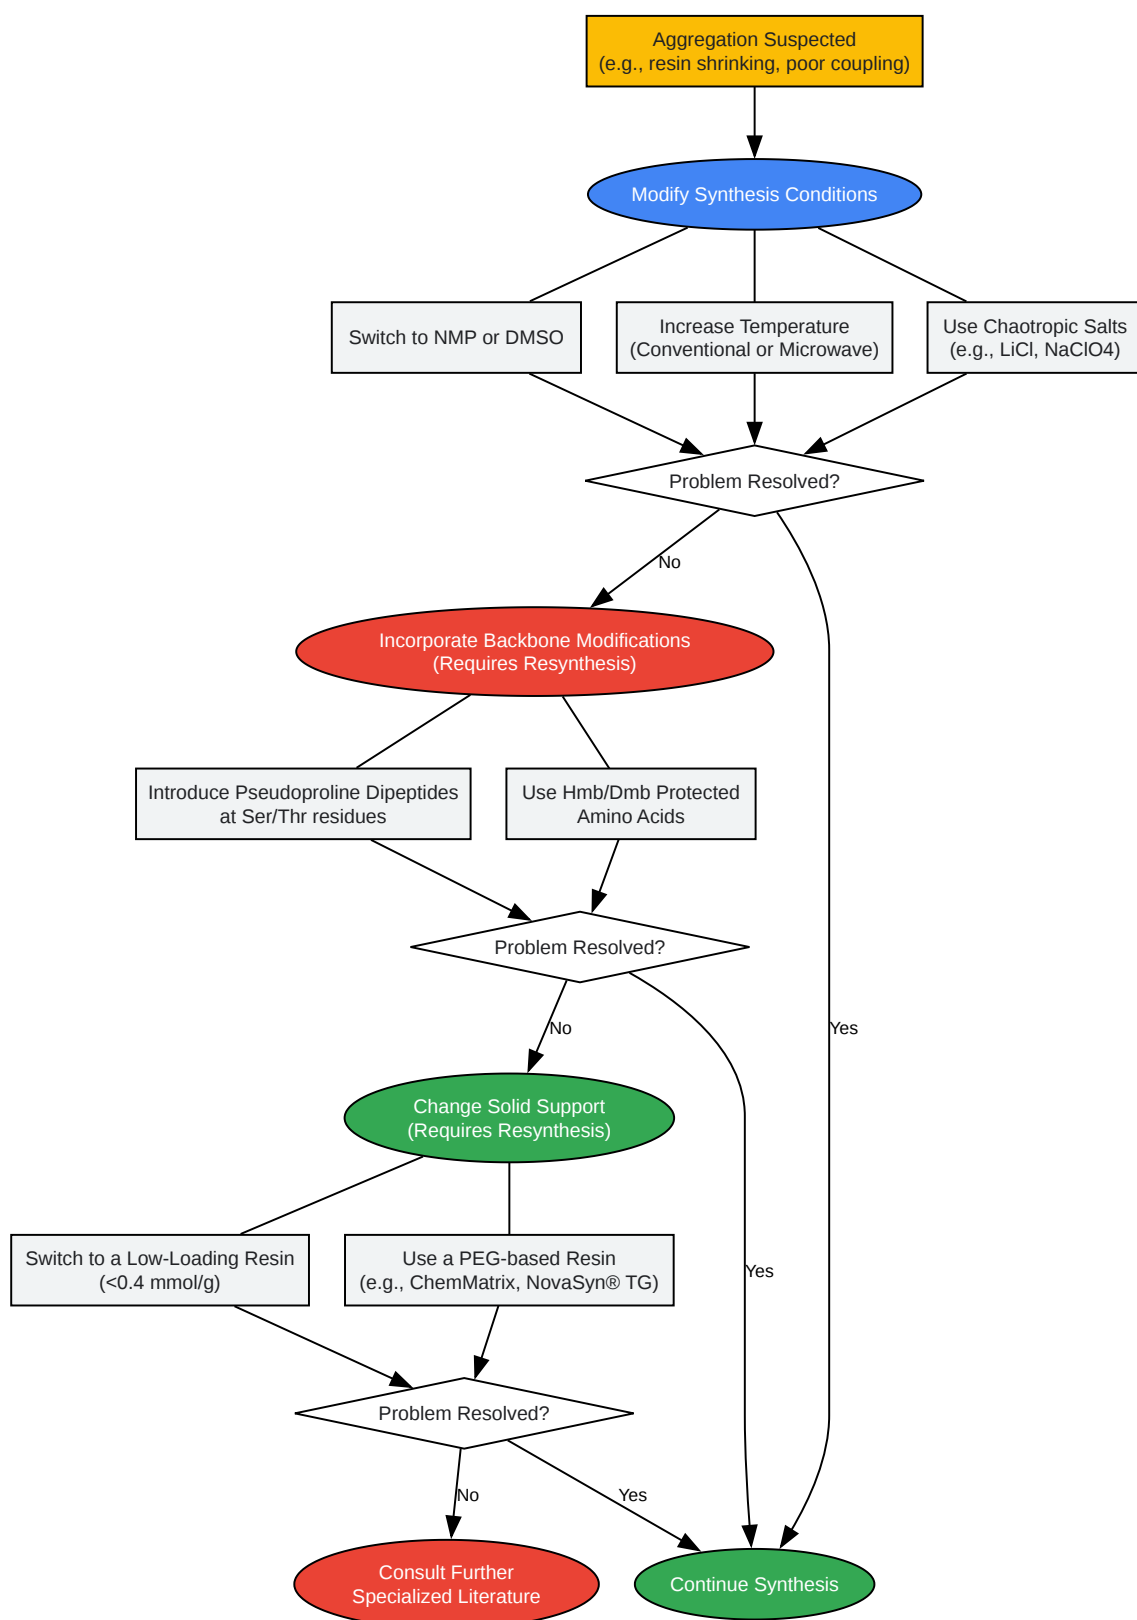 Aggregation Suspected
(e.g., resin shrinking, poor coupling)
Modify Synthesis Conditions
Switch to NMP or DMSO
Increase Temperature
(Conventional or Microwave)
Use Chaotropic Salts
(e.g., LiCl, NaClO4)
Problem Resolved?
No
Incorporate Backbone Modifications
(Requires Resynthesis)
Introduce Pseudoproline Dipeptides
at Ser/Thr residues
Use Hmb/Dmb Protected
Amino Acids
Problem Resolved?
No
Yes
Change Solid Support
(Requires Resynthesis)
Switch to a Low-Loading Resin
(<0.4 mmol/g)
Use a PEG-based Resin
(e.g., ChemMatrix, NovaSyn® TG)
Yes
Problem Resolved?
No
Yes
Consult Further
Specialized Literature
Continue Synthesis